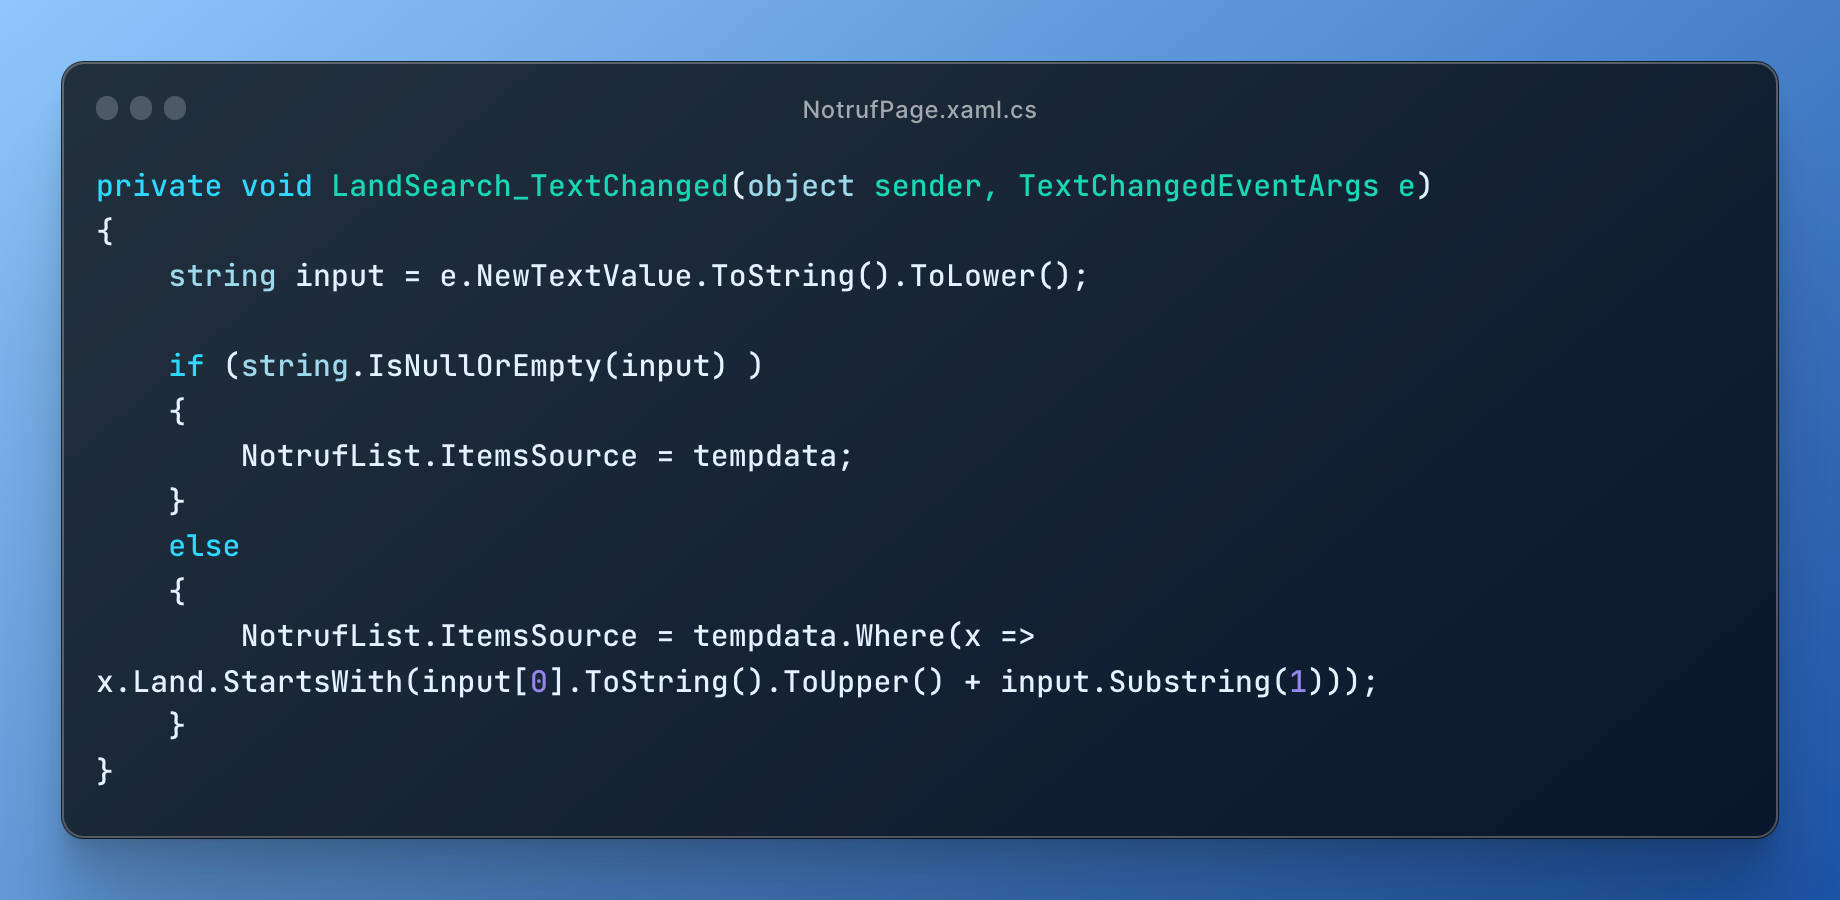 NotrufPage.xaml.cs
private void LandSearch_TextChanged(object sender, TextChangedEventArgs e)
{
    string input = e.NewTextValue.ToString().ToLower();

    if (string.IsNullOrEmpty(input) )
    {
        NotrufList.ItemsSource = tempdata;
    }
    else
    {
        NotrufList.ItemsSource = tempdata.Where(x =>
x.Land.StartsWith(input[0].ToString().ToUpper() + input.Substring(1)));
    }
}